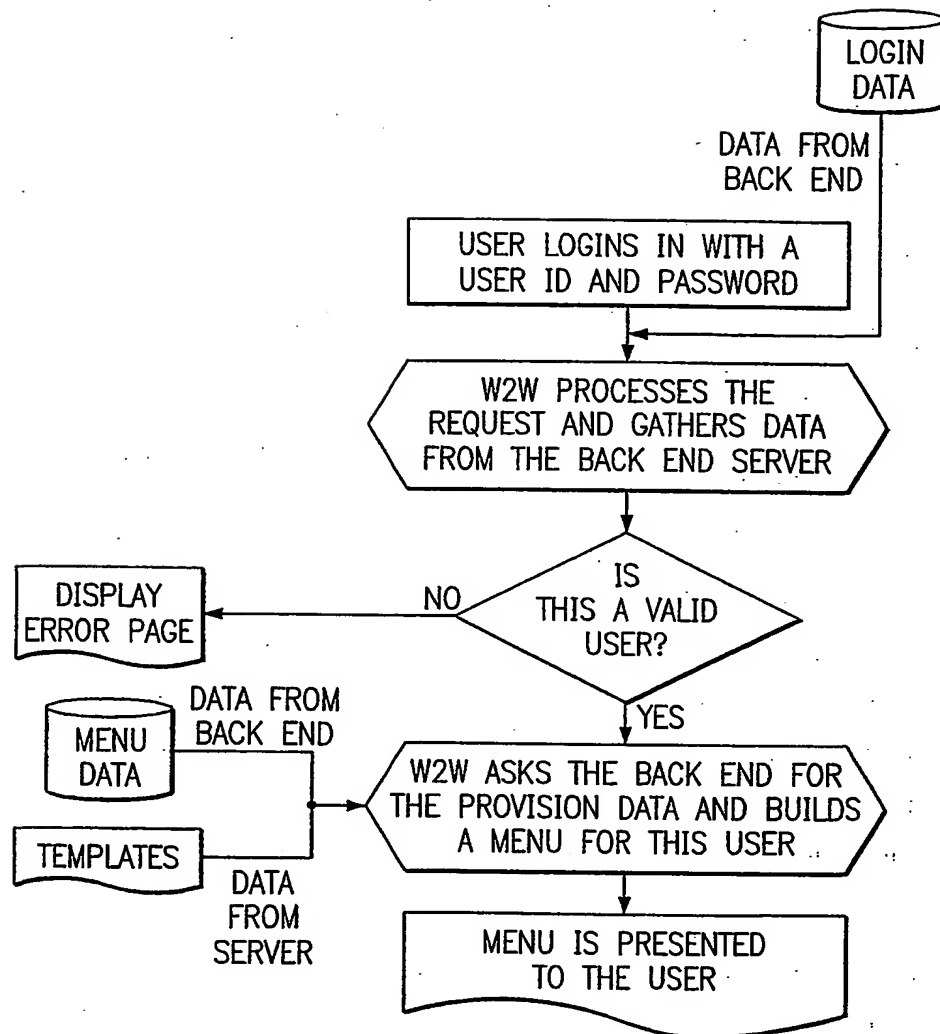 LOGIN
DATA
DATA FROM
BACK END
USER LOGINS IN WITH A
USER ID AND PASSWORD
W2W PROCESSES THE
REQUEST AND GATHERS DATA
FROM THE BACK END SERVER
IS
THIS A VALID
USER?
NO
DISPLAY
ERROR PAGE
YES
DATA FROM
BACK END
MENU
DATA
W2W ASKS THE BACK END FOR
THE PROVISION DATA AND BUILDS
A MENU FOR THIS USER
TEMPLATES
DATA
FROM
SERVER
MENU IS PRESENTED
TO THE USER